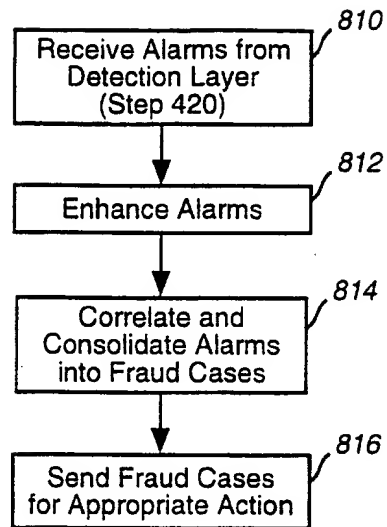 810
Receive Alarms from
Detection Layer
(Step 420)
812
Enhance Alarms
814
Correlate and
Consolidate Alarms
into Fraud Cases
816
Send Fraud Cases
for Appropriate Action